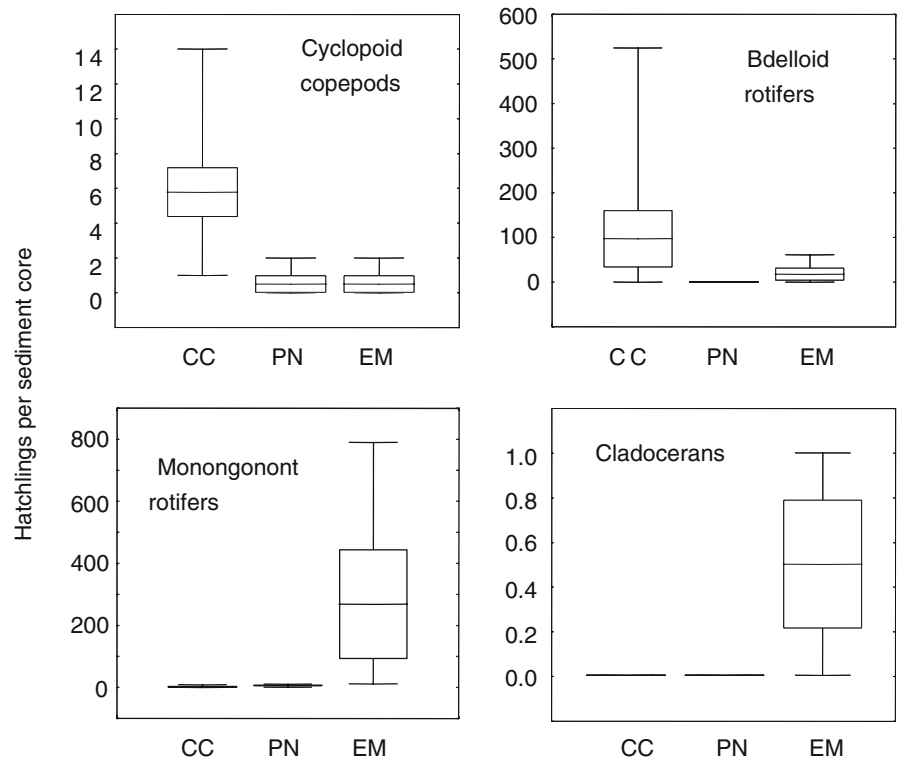 Hatchlings per sediment core
Cyclopoid
copepods
14
12
10
8
6
4
2
0
CC PN EM
Bdelloid
rotifers
600
500
400
300
200
100
0
C C PN EM
Monongonont
rotifers
800
600
400
200
0
CC PN EM
Cladocerans
1.0
0.8
0.6
0.4
0.2
0.0
CC PN EM